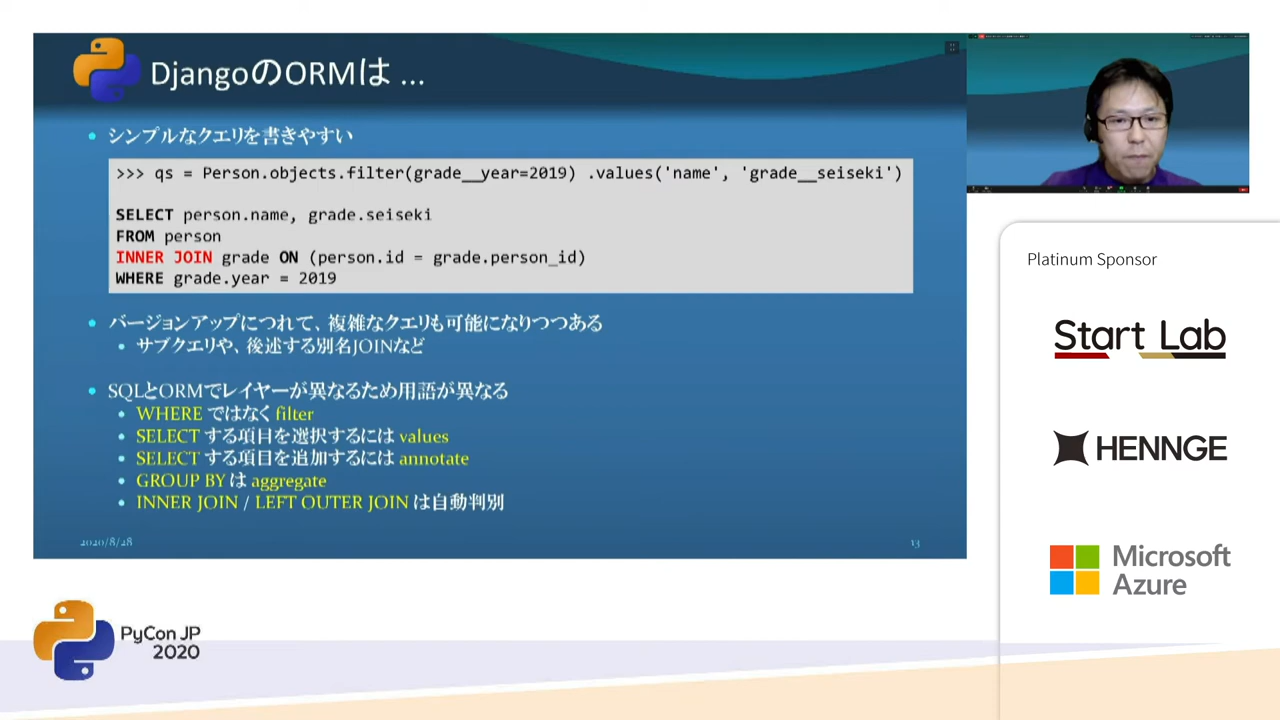 DjangoのORMは ...
シンプルなクエリを書きやすい
>>> qs = Person.objects.filter(grade__year=2019) .values('name', 'grade__seiseki')
SELECT person.name, grade.seiseki
FROM person
INNER JOIN grade ON (person.id = grade.person_id)
WHERE grade.year = 2019
バージョンアップにつれて、複雑なクエリも可能になりつつある
サブクエリや、後述する別名JOINなど
SQLとORMでレイヤーが異なるため用語が異なる
WHERE ではなく filter
SELECT する項目を選択するには values
SELECT する項目を追加するには annotate
GROUP BY は aggregate
INNER JOIN / LEFT OUTER JOIN は自動判別
2020/8/28
13
Platinum Sponsor
Start Lab
HENNGE
Microsoft
Azure
PyCon JP
2020